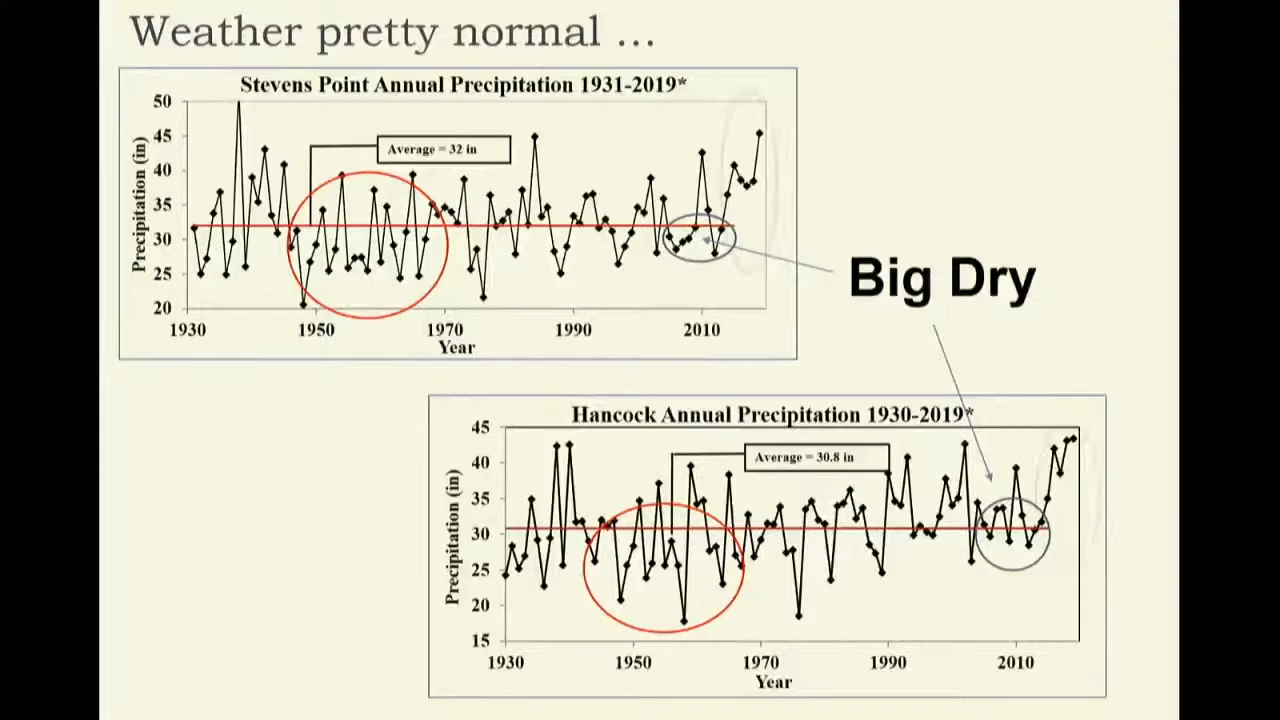 Weather pretty normal ...
Stevens Point Annual Precipitation 1931-2019*
Precipitation (in)
50
45
40
35
30
25
20
Average = 32 in
1930 1950 1970 1990 2010
Year
Big Dry
Hancock Annual Precipitation 1930-2019*
Precipitation (in)
45
40
35
30
25
20
15
Average = 30.8 in
1930 1950 1970 1990 2010
Year